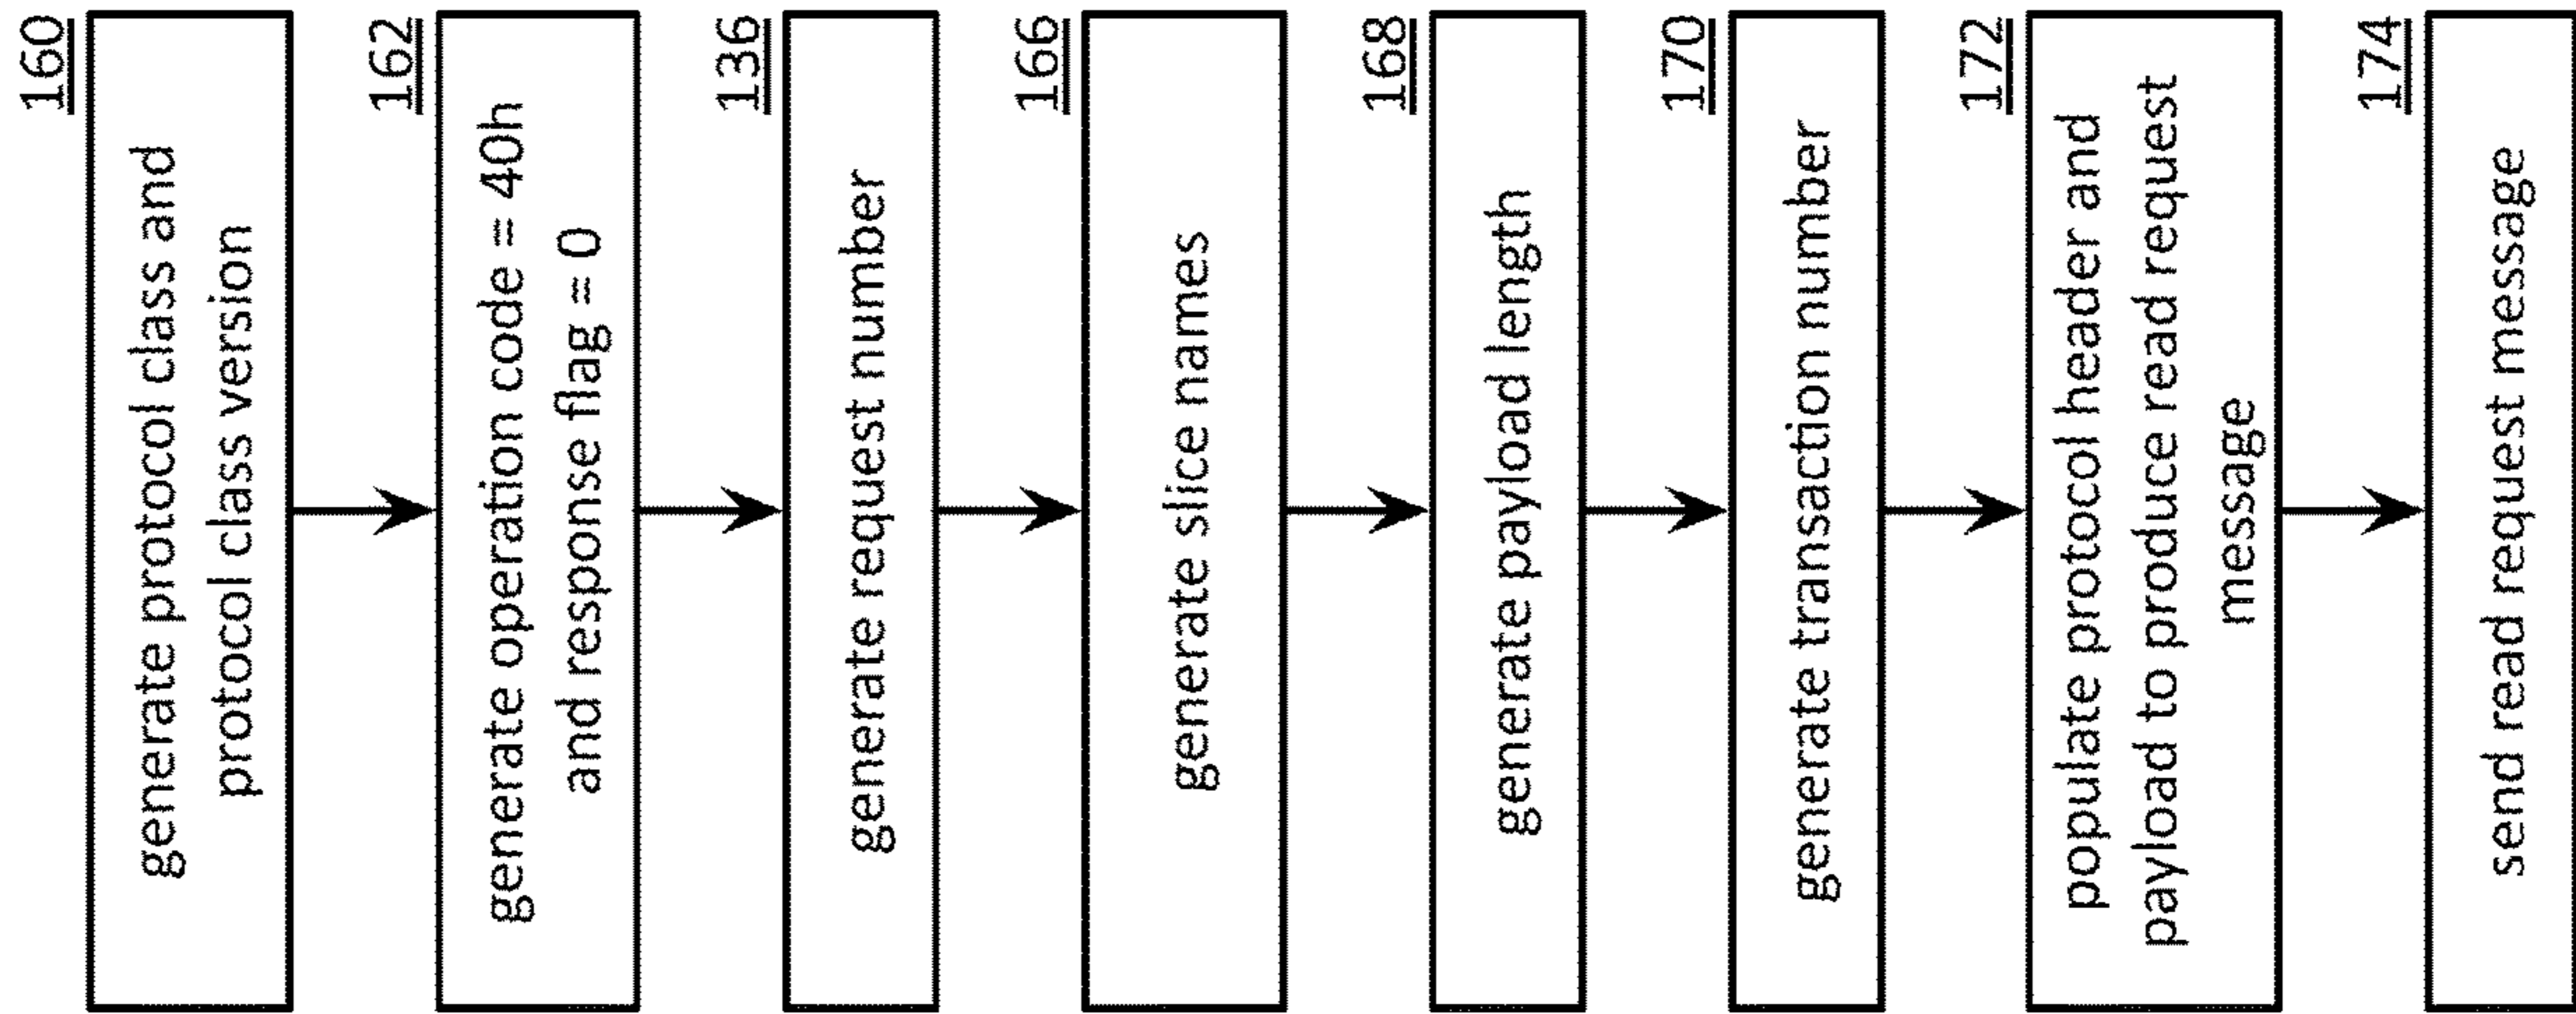 160
generate protocol class and
protocol class version
162
generate operation code = 40h
and response flag = 0
136
generate request number
166
generate slice names
168
generate payload length
170
generate transaction number
172
populate protocol header and
payload to produce read request
message
174
send read request message